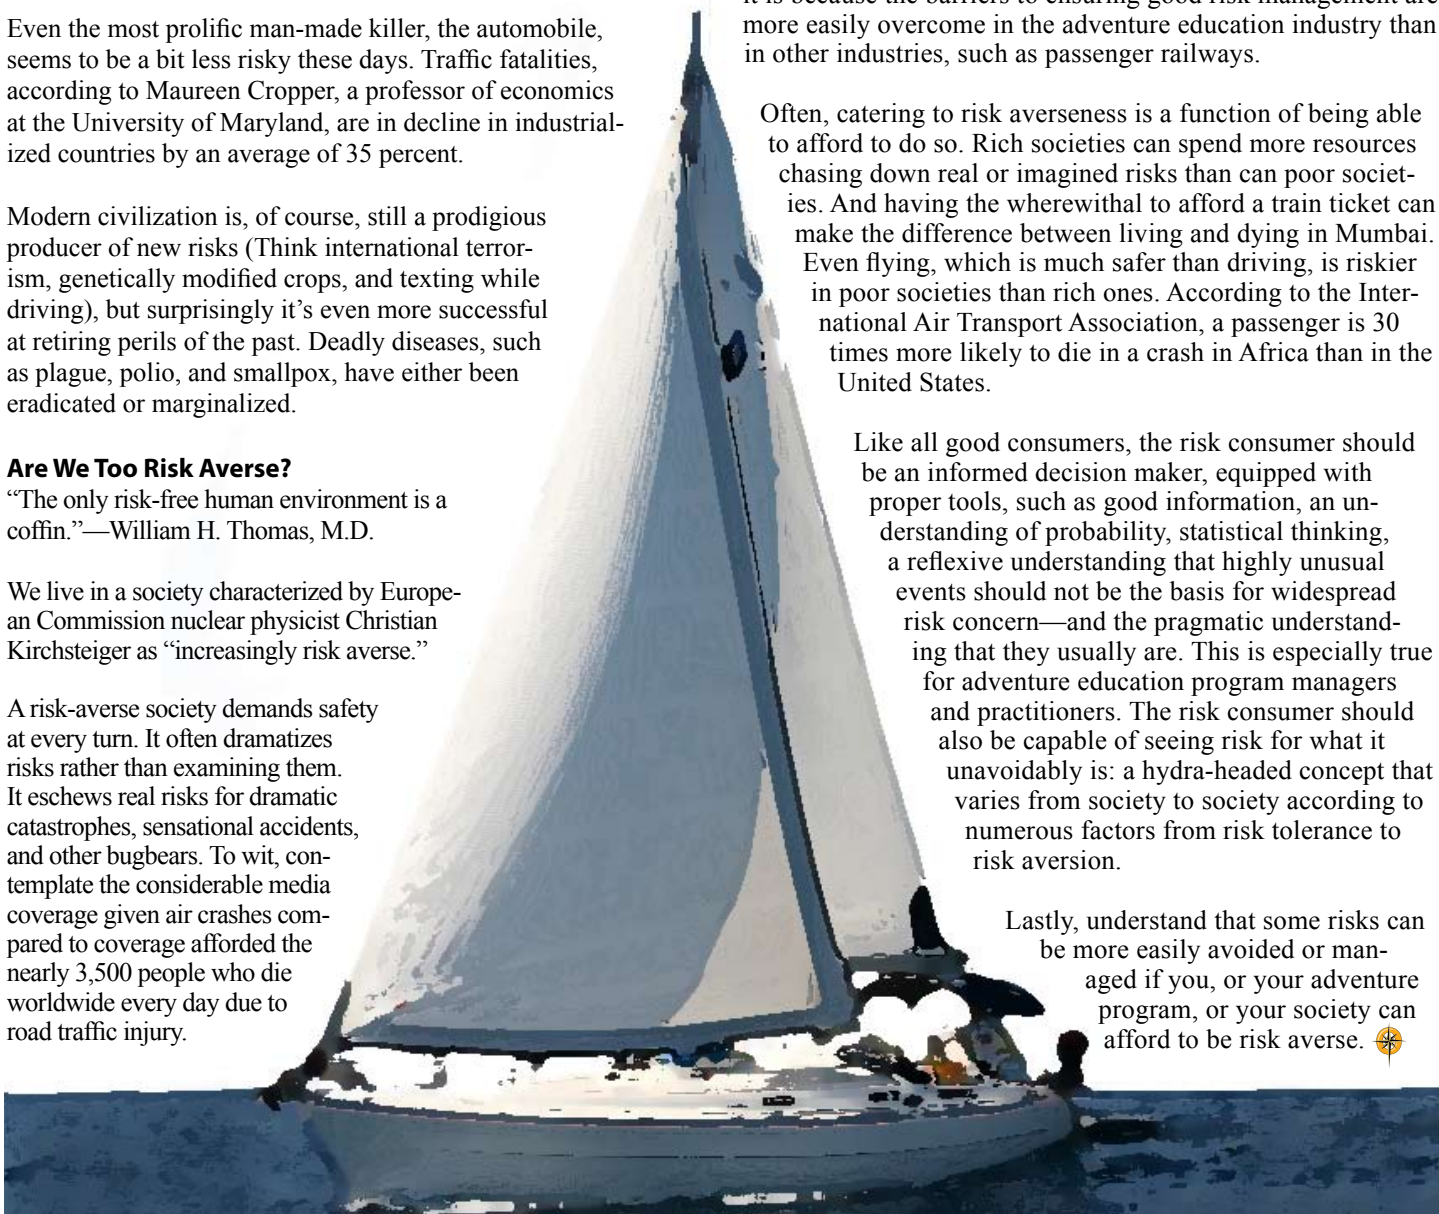 Even the most prolific man-made killer, the automobile,
seems to be a bit less risky these days. Traffic fatalities,
according to Maureen Cropper, a professor of economics
at the University of Maryland, are in decline in industrial-
ized countries by an average of 35 percent.
Modern civilization is, of course, still a prodigious
producer of new risks (Think international terror-
ism, genetically modified crops, and texting while
driving), but surprisingly it’s even more successful
at retiring perils of the past. Deadly diseases, such
as plague, polio, and smallpox, have either been
eradicated or marginalized.
Are We Too Risk Averse?
“The only risk-free human environment is a
coffin.”—William H. Thomas, M.D.
We live in a society characterized by Europe-
an Commission nuclear physicist Christian
Kirchsteiger as “increasingly risk averse.”
A risk-averse society demands safety
at every turn. It often dramatizes
risks rather than examining them.
It eschews real risks for dramatic
catastrophes, sensational accidents,
and other bugbears. To wit, con-
template the considerable media
coverage given air crashes com-
pared to coverage afforded the
nearly 3,500 people who die
worldwide every day due to
road traffic injury.
it is because the barriers to ensuring good risk management are
more easily overcome in the adventure education industry than
in other industries, such as passenger railways.
Often, catering to risk averseness is a function of being able
to afford to do so. Rich societies can spend more resources
chasing down real or imagined risks than can poor societ-
ies. And having the wherewithal to afford a train ticket can
make the difference between living and dying in Mumbai.
Even flying, which is much safer than driving, is riskier
in poor societies than rich ones. According to the Inter-
national Air Transport Association, a passenger is 30
times more likely to die in a crash in Africa than in the
United States.
Like all good consumers, the risk consumer should
be an informed decision maker, equipped with
proper tools, such as good information, an un-
derstanding of probability, statistical thinking,
a reflexive understanding that highly unusual
events should not be the basis for widespread
risk concern—and the pragmatic understand-
ing that they usually are. This is especially true
for adventure education program managers
and practitioners. The risk consumer should
also be capable of seeing risk for what it
unavoidably is: a hydra-headed concept that
varies from society to society according to
numerous factors from risk tolerance to
risk aversion.
Lastly, understand that some risks can
be more easily avoided or man-
aged if you, or your adventure
program, or your society can
afford to be risk averse.